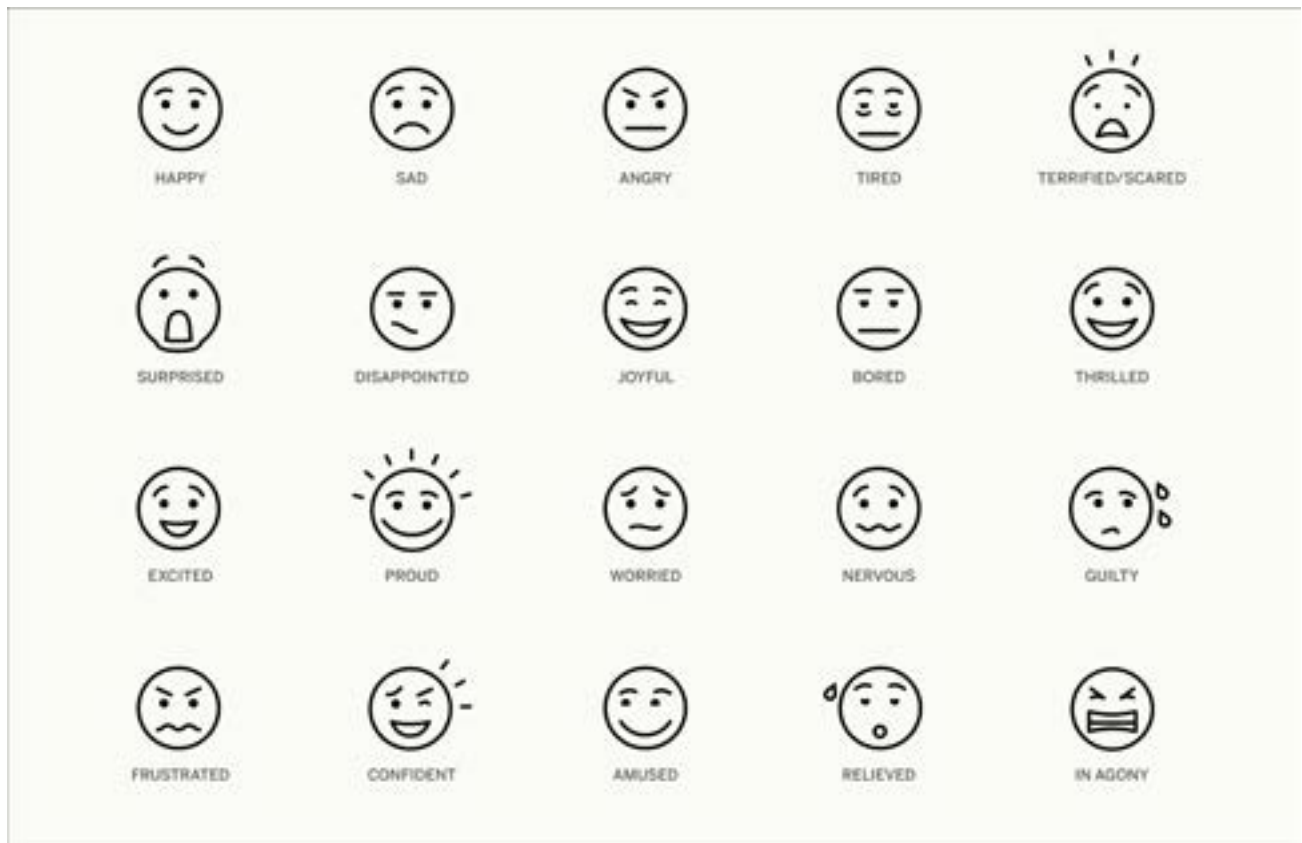 HAPPY
SAD
ANGRY
TIRED
TERRIFIED/SCARED
SURPRISED
DISAPPOINTED
JOYFUL
BORED
THRILLED
EXCITED
PROUD
WORRIED
NERVOUS
GUILTY
FRUSTRATED
CONFIDENT
AMUSED
RELIEVED
IN AGONY